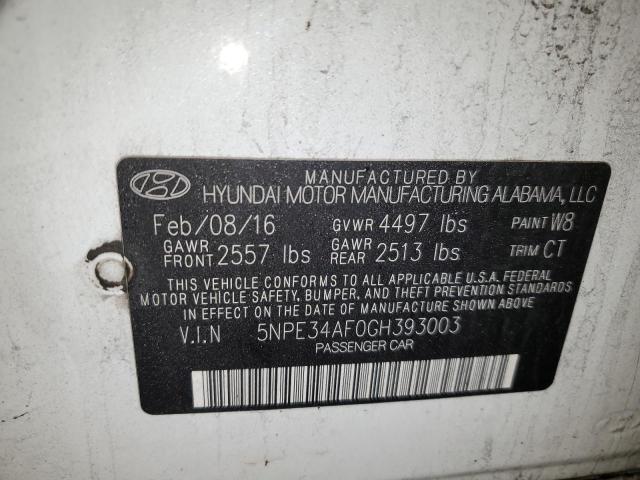 MANUFACTURED BY
HYUNDAI MOTOR MANUFACTURING ALABAMA, LLC
Feb/08/16 GVWR 4497 lbs PAINT W8
GAWR FRONT 2557 lbs GAWR REAR 2513 lbs TRIM CT
THIS VEHICLE CONFORMS TO ALL APPLICABLE U.S.A. FEDERAL
MOTOR VEHICLE SAFETY, BUMPER, AND THEFT PREVENTION STANDARDS
IN EFFECT ON THE DATE OF MANUFACTURE SHOWN ABOVE
V.I.N 5NPE34AF0GH393003
PASSENGER CAR